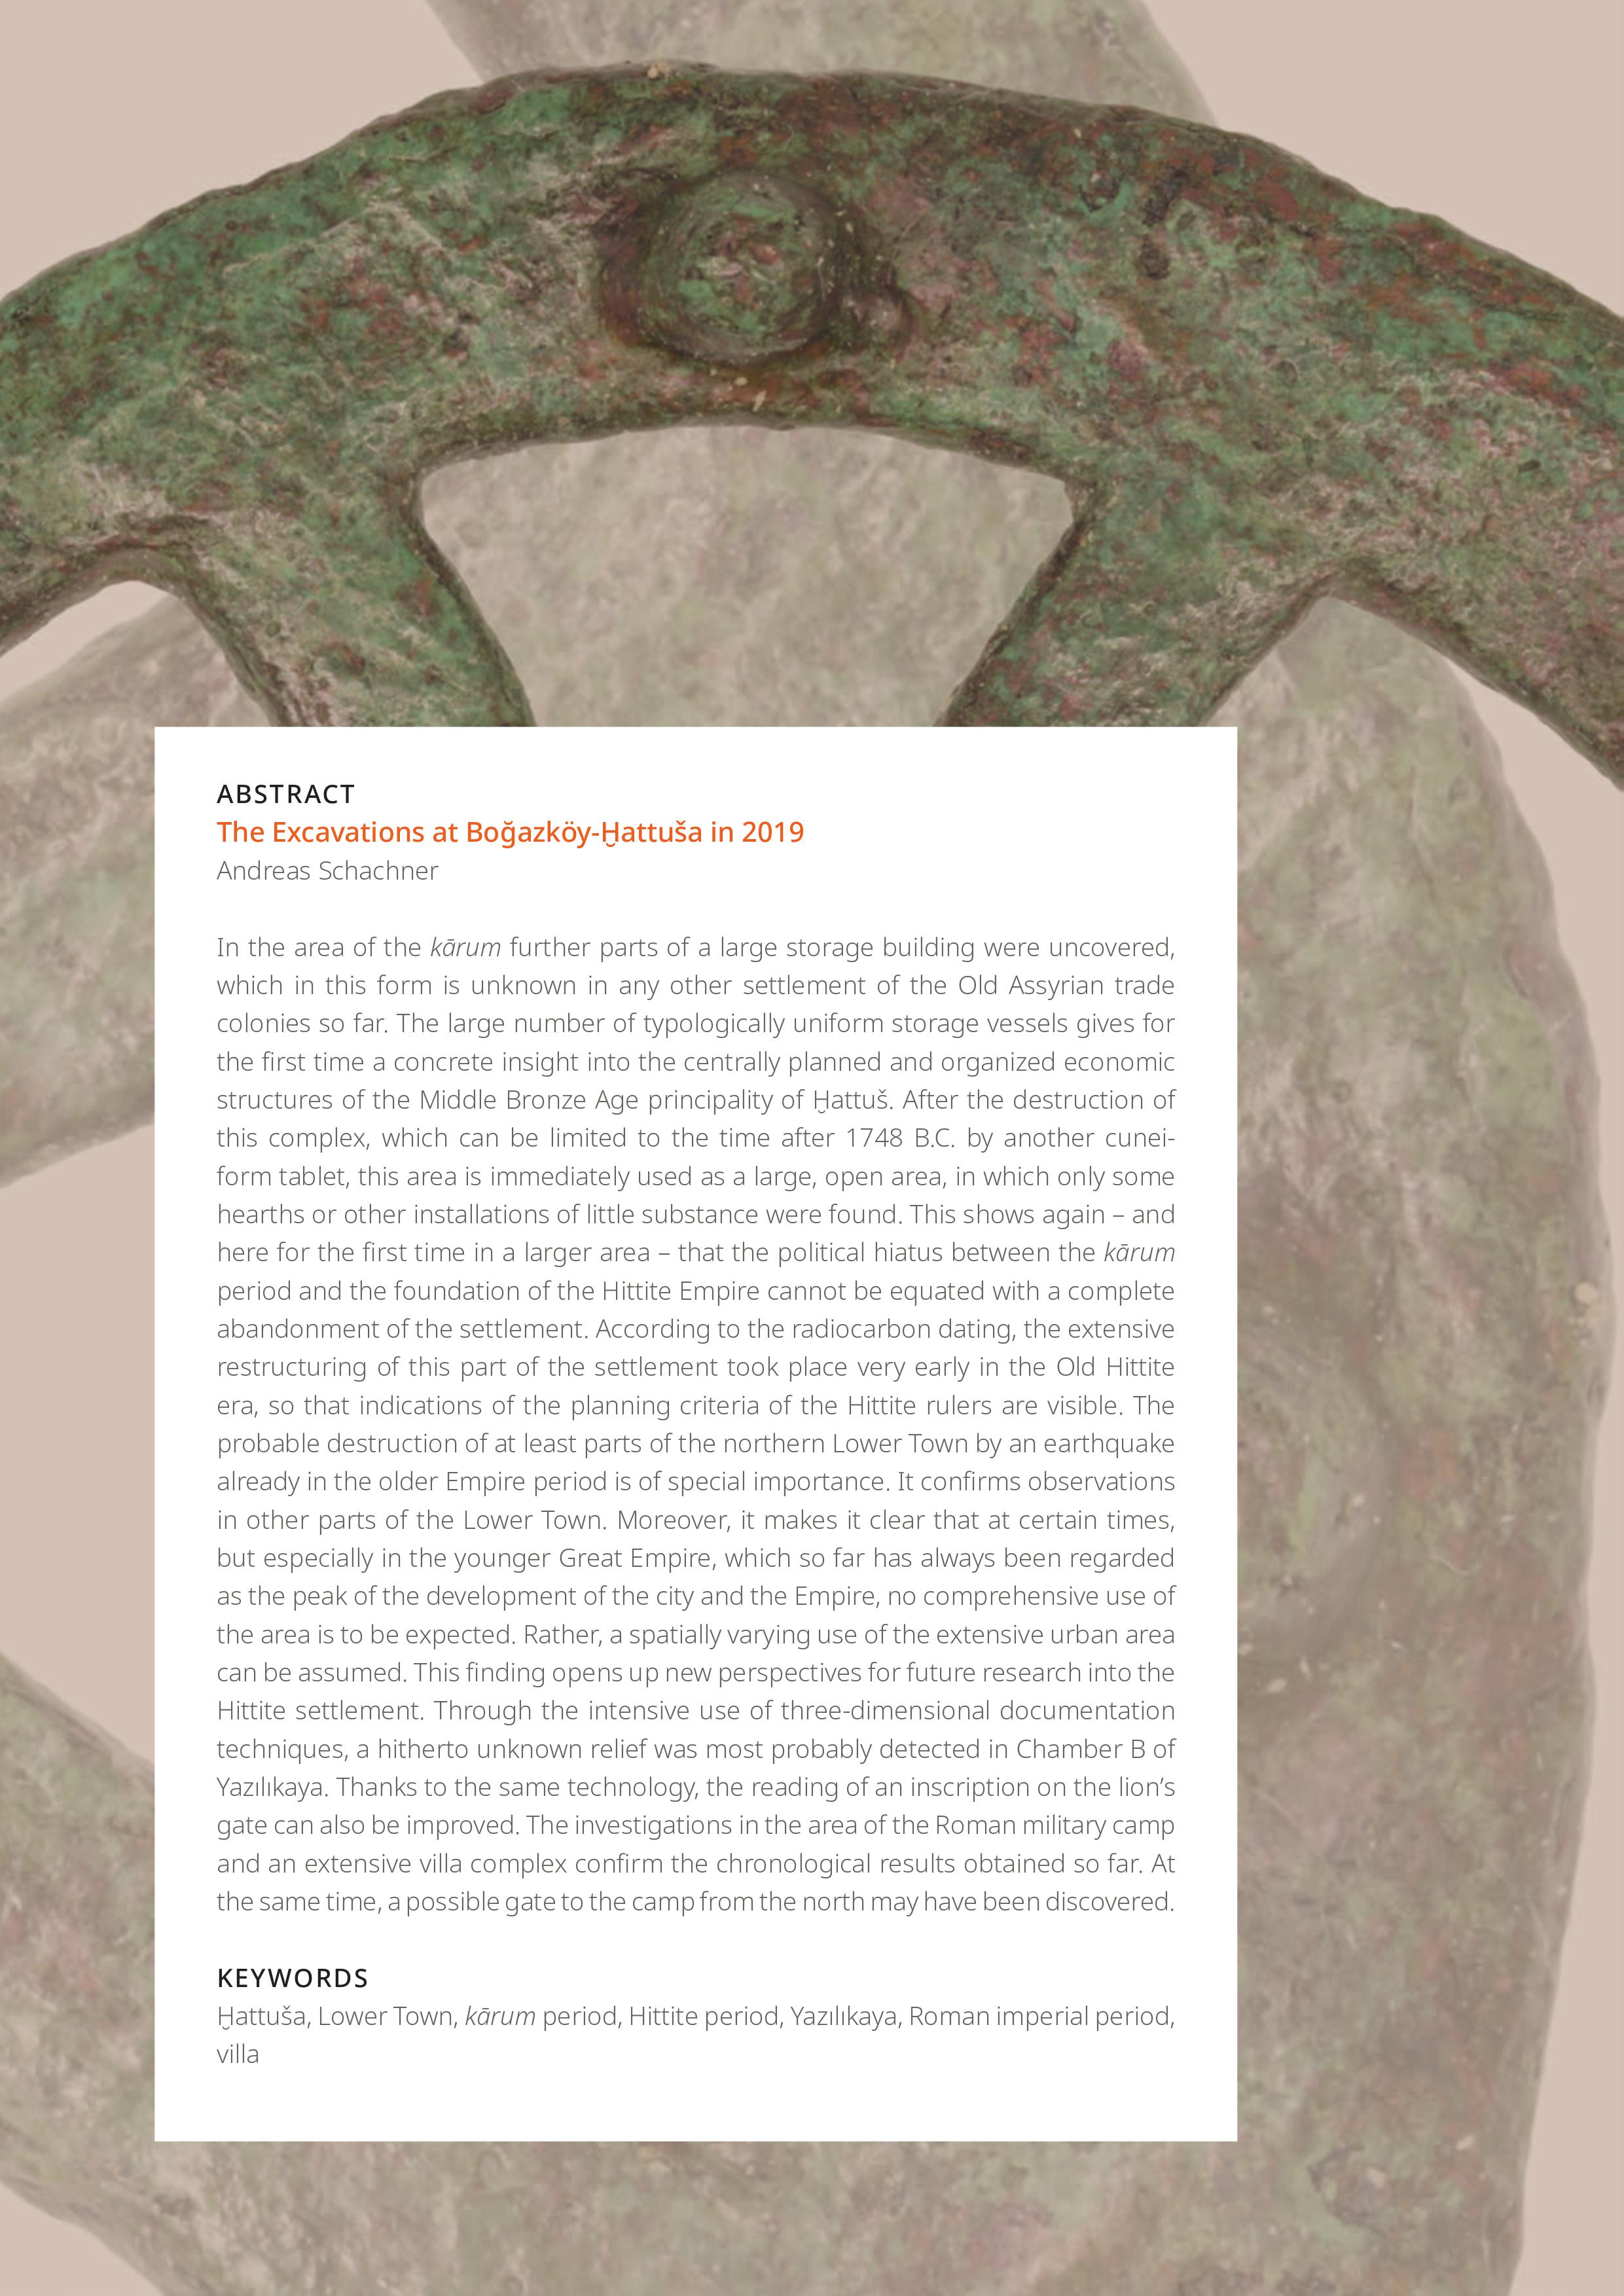 ABSTRACT
The Excavations at Boğazköy-Ḫattuša in 2019
Andreas Schachner
In the area of the kārum further parts of a large storage building were uncovered,
which in this form is unknown in any other settlement of the Old Assyrian trade
colonies so far. The large number of typologically uniform storage vessels gives for
the first time a concrete insight into the centrally planned and organized economic
structures of the Middle Bronze Age principality of Ḫattuš. After the destruction of
this complex, which can be limited to the time after 1748 B.C. by another cunei-
form tablet, this area is immediately used as a large, open area, in which only some
hearths or other installations of little substance were found. This shows again – and
here for the first time in a larger area – that the political hiatus between the kārum
period and the foundation of the Hittite Empire cannot be equated with a complete
abandonment of the settlement. According to the radiocarbon dating, the extensive
restructuring of this part of the settlement took place very early in the Old Hittite
era, so that indications of the planning criteria of the Hittite rulers are visible. The
probable destruction of at least parts of the northern Lower Town by an earthquake
already in the older Empire period is of special importance. It confirms observations
in other parts of the Lower Town. Moreover, it makes it clear that at certain times,
but especially in the younger Great Empire, which so far has always been regarded
as the peak of the development of the city and the Empire, no comprehensive use of
the area is to be expected. Rather, a spatially varying use of the extensive urban area
can be assumed. This finding opens up new perspectives for future research into the
Hittite settlement. Through the intensive use of three-dimensional documentation
techniques, a hitherto unknown relief was most probably detected in Chamber B of
Yazılıkaya. Thanks to the same technology, the reading of an inscription on the lion’s
gate can also be improved. The investigations in the area of the Roman military camp
and an extensive villa complex confirm the chronological results obtained so far. At
the same time, a possible gate to the camp from the north may have been discovered.
KEYWORDS
Ḫattuša, Lower Town, kārum period, Hittite period, Yazılıkaya, Roman imperial period,
villa